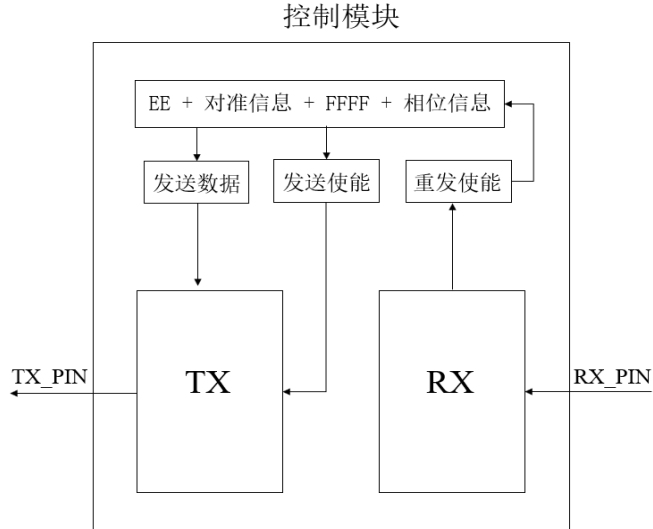 控制模块
EE + 对准信息 + FFFF + 相位信息
发送数据
发送使能
重发使能
TX
RX
TX_PIN
RX_PIN